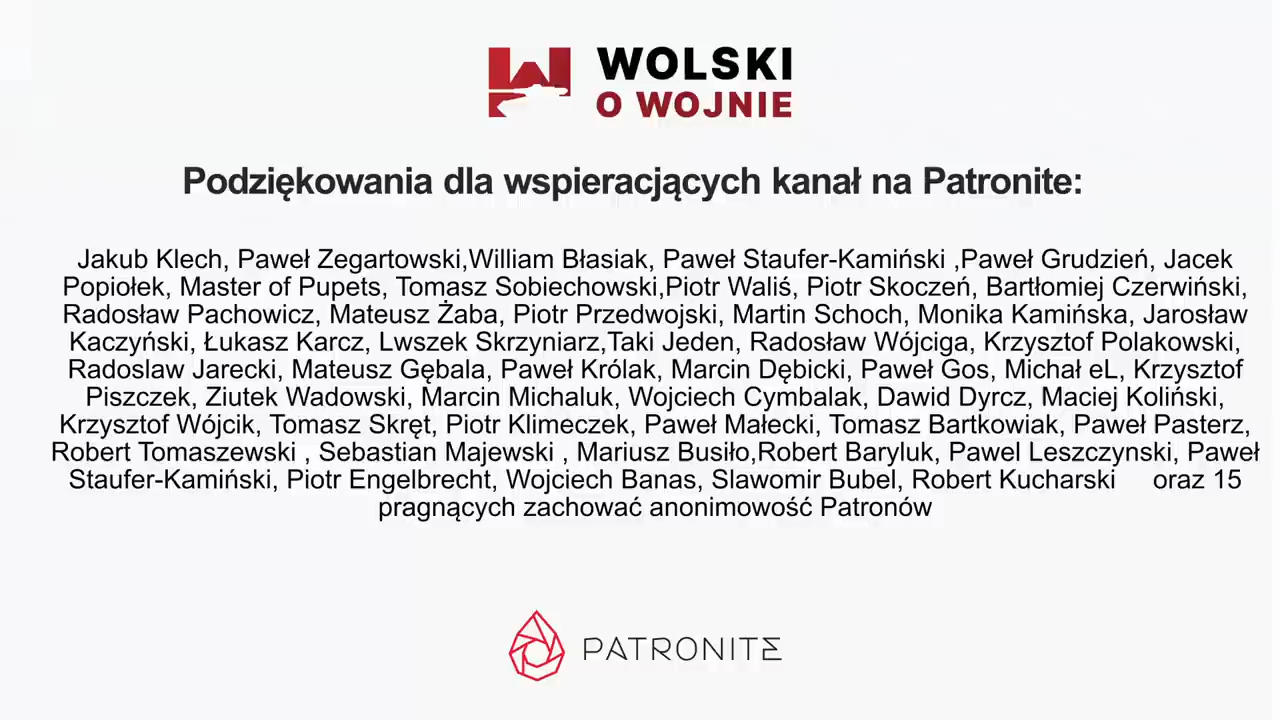 WOLSKI
O WOJNIE
Podziękowania dla wspieracjących kanał na Patronite:
Jakub Klech, Paweł Zegartowski,William Błasiak, Paweł Staufer-Kamiński ,Paweł Grudzień, Jacek
Popiołek, Master of Pupets, Tomasz Sobiechowski,Piotr Waliś, Piotr Skoczeń, Bartłomiej Czerwiński,
Radosław Pachowicz, Mateusz Żaba, Piotr Przedwojski, Martin Schoch, Monika Kamińska, Jarosław
Kaczyński, Łukasz Karcz, Lwszek Skrzyniarz,Taki Jeden, Radosław Wójciga, Krzysztof Polakowski,
Radoslaw Jarecki, Mateusz Gębala, Paweł Królak, Marcin Dębicki, Paweł Gos, Michał eL, Krzysztof
Piszczek, Ziutek Wadowski, Marcin Michaluk, Wojciech Cymbalak, Dawid Dyrcz, Maciej Koliński,
Krzysztof Wójcik, Tomasz Skręt, Piotr Klimeczek, Paweł Małecki, Tomasz Bartkowiak, Paweł Pasterz,
Robert Tomaszewski , Sebastian Majewski , Mariusz Busiło,Robert Baryluk, Pawel Leszczynski, Paweł
Staufer-Kamiński, Piotr Engelbrecht, Wojciech Banas, Slawomir Bubel, Robert Kucharski oraz 15
pragnących zachować anonimowość Patronów
PATRONITE